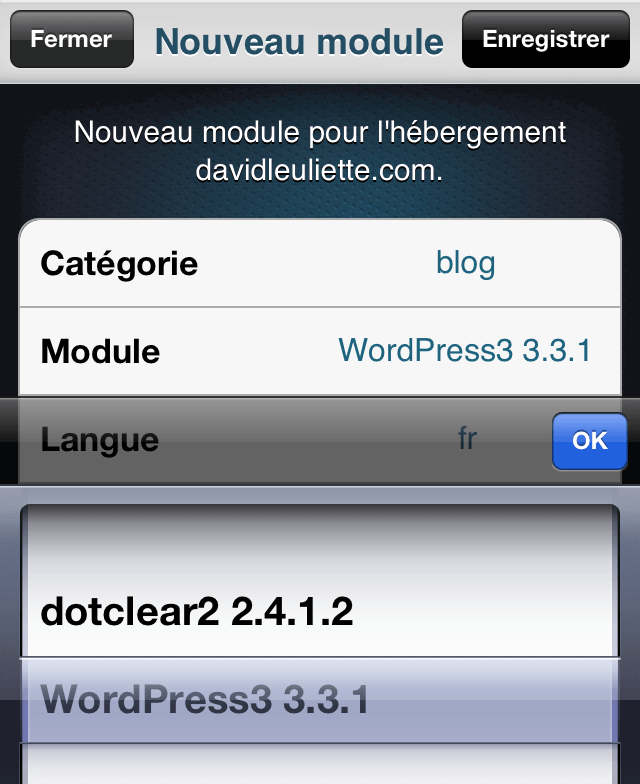 Fermer
Nouveau module
Enregistrer
Nouveau module pour l'hébergement
davidleuliette.com.
Catégorie blog
Module WordPress3 3.3.1
Langue fr
OK
dotclear2 2.4.1.2
WordPress3 3.3.1